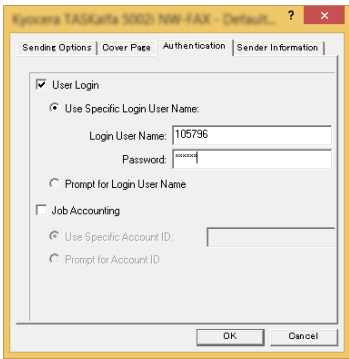 Kyocera TASKalfa 5002i NW-FAX - Default...
Sending Options
Cover Page
Authentication
Sender Information
User Login
Use Specific Login User Name:
Login User Name: 105796
Password: xxxxxx
Prompt for Login User Name
Job Accounting
Use Specific Account ID:
Prompt for Account ID
OK
Cancel